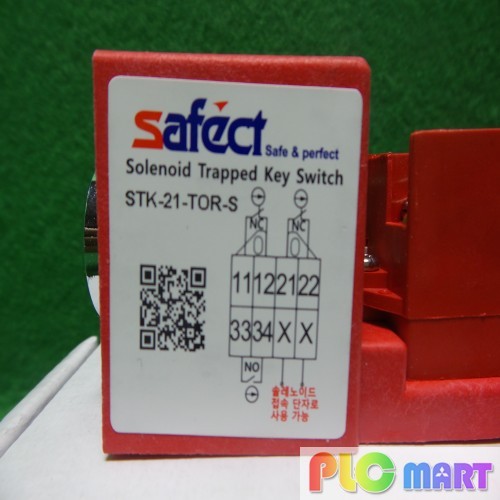 Safect
Safe & perfect
Solenoid Trapped Key Switch
STK-21-TOR-S
NC NC
11 12 21 22
33 34 X X
NO
솔레노이드
접속 단자로
사용 가능
PLC MART